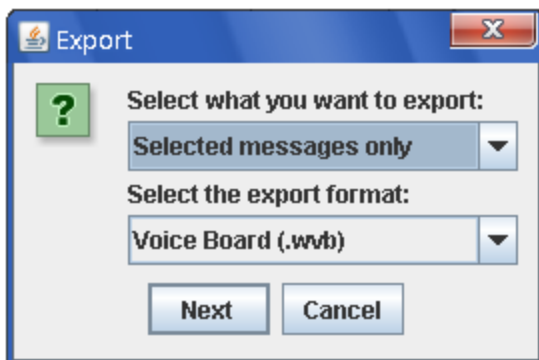 Export
Select what you want to export:
Selected messages only
Select the export format:
Voice Board (.wvb)
Next Cancel